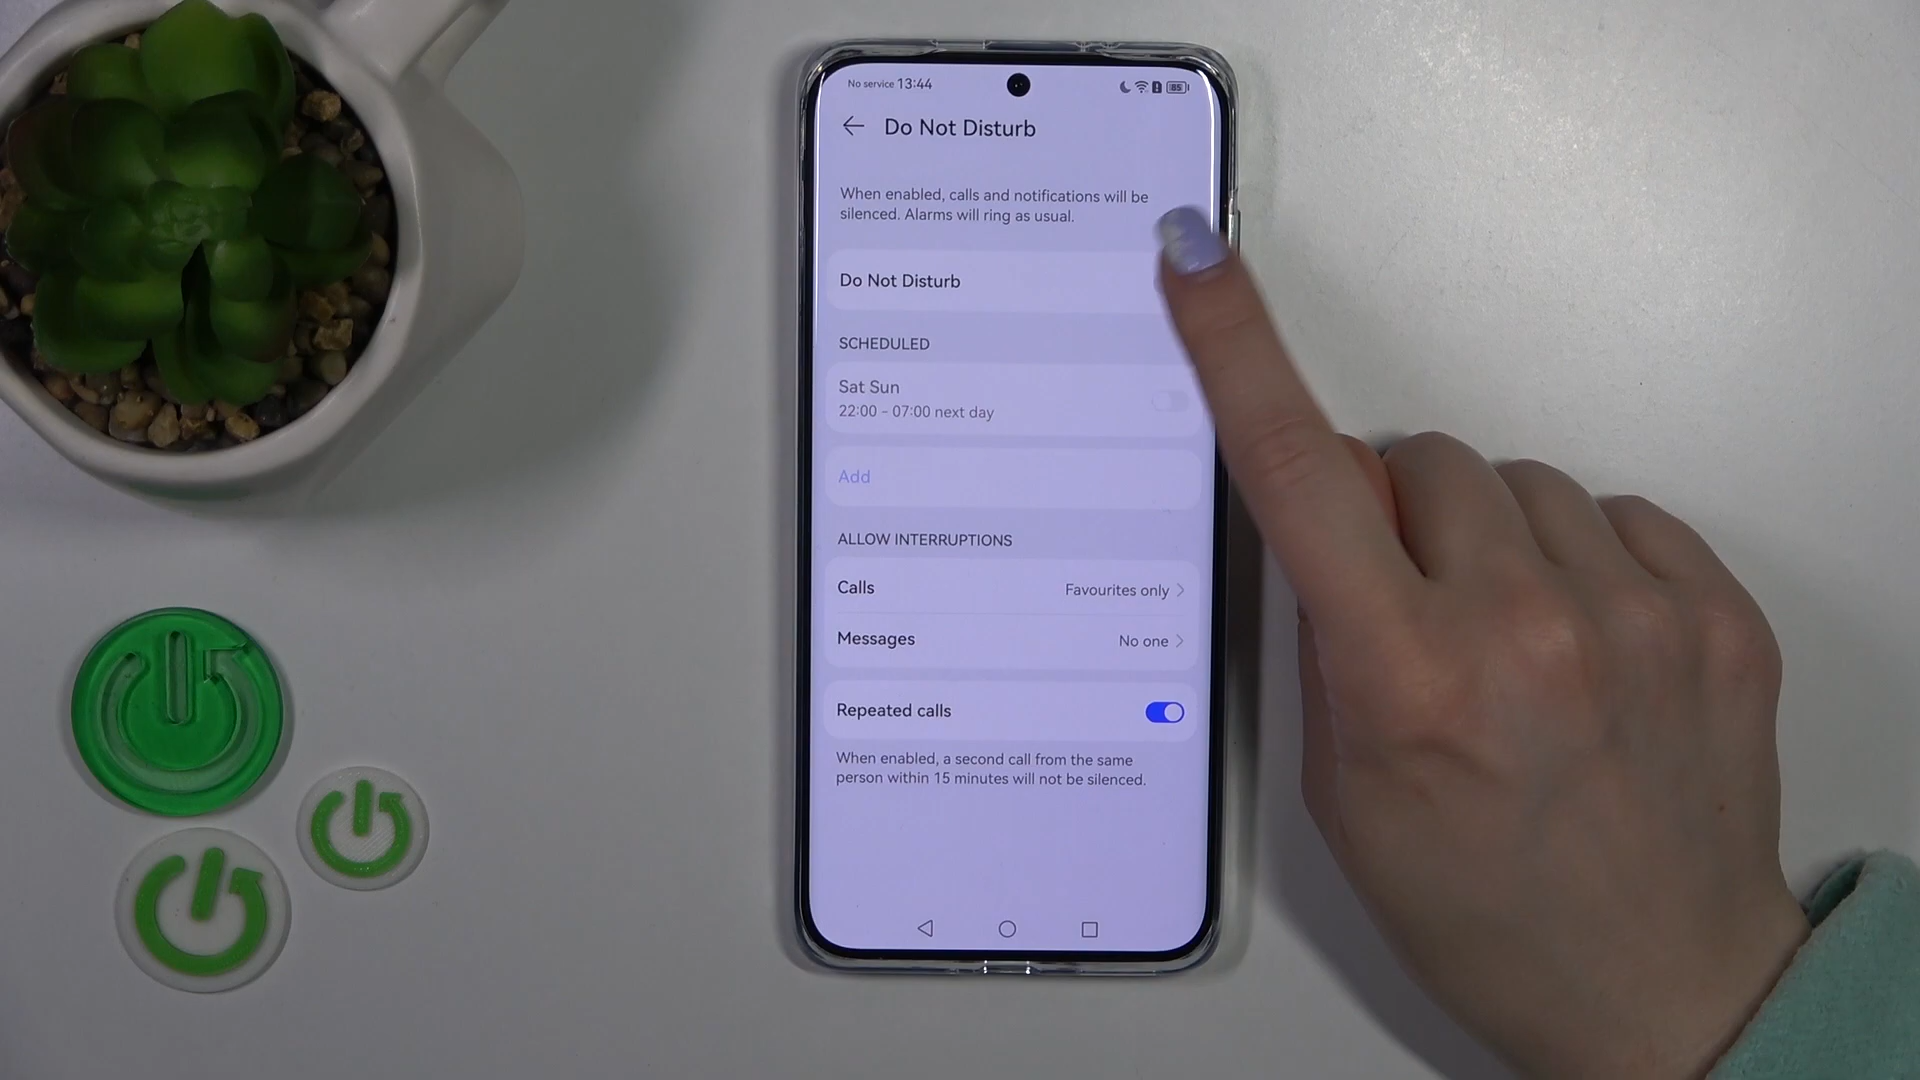 No service 13:44
85
Do Not Disturb
When enabled, calls and notifications will be
silenced. Alarms will ring as usual.
Do Not Disturb
SCHEDULED
Sat Sun
22:00 - 07:00 next day
Add
ALLOW INTERRUPTIONS
Calls
Favourites only
Messages
No one
Repeated calls
When enabled, a second call from the same
person within 15 minutes will not be silenced.